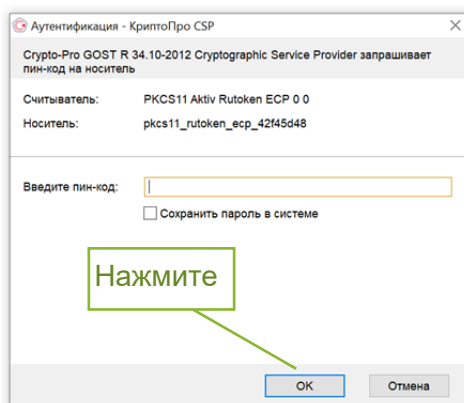 Аутентификация - КриптоПро CSP
Crypto-Pro GOST R 34.10-2012 Cryptographic Service Provider запрашивает
пин-код на носитель
Считыватель: PKCS11 Aktiv Rutoken ECP 0 0
Носитель: pkcs11_rutoken_ecp_42f45d48
Введите пин-код:
Сохранить пароль в системе
Нажмите
ОК Отмена